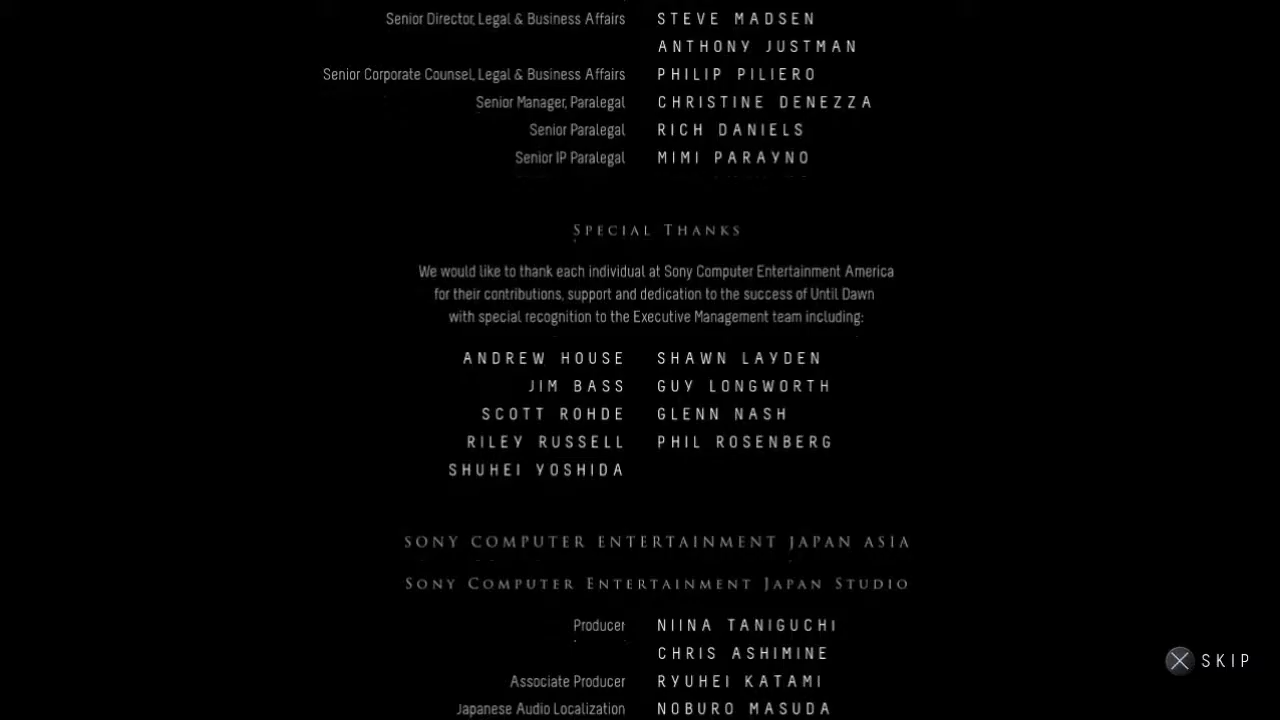 Senior Director, Legal & Business Affairs STEVE MADSEN
ANTHONY JUSTMAN
Senior Corporate Counsel, Legal & Business Affairs PHILIP PILIERO
Senior Manager, Paralegal CHRISTINE DENEZZA
Senior Paralegal RICH DANIELS
Senior IP Paralegal MIMI PARAYNO
SPECIAL THANKS
We would like to thank each individual at Sony Computer Entertainment America
for their contributions, support and dedication to the success of Until Dawn
with special recognition to the Executive Management team including:
ANDREW HOUSE SHAWN LAYDEN
JIM BASS GUY LONGWORTH
SCOTT ROHDE GLENN NASH
RILEY RUSSELL PHIL ROSENBERG
SHUHEI YOSHIDA
SONY COMPUTER ENTERTAINMENT JAPAN ASIA
SONY COMPUTER ENTERTAINMENT JAPAN STUDIO
Producer NIINA TANIGUCHI
CHRIS ASHIMINE
SKIP
Associate Producer RYUHEI KATAMI
Japanese Audio Localization NOBURO MASUDA